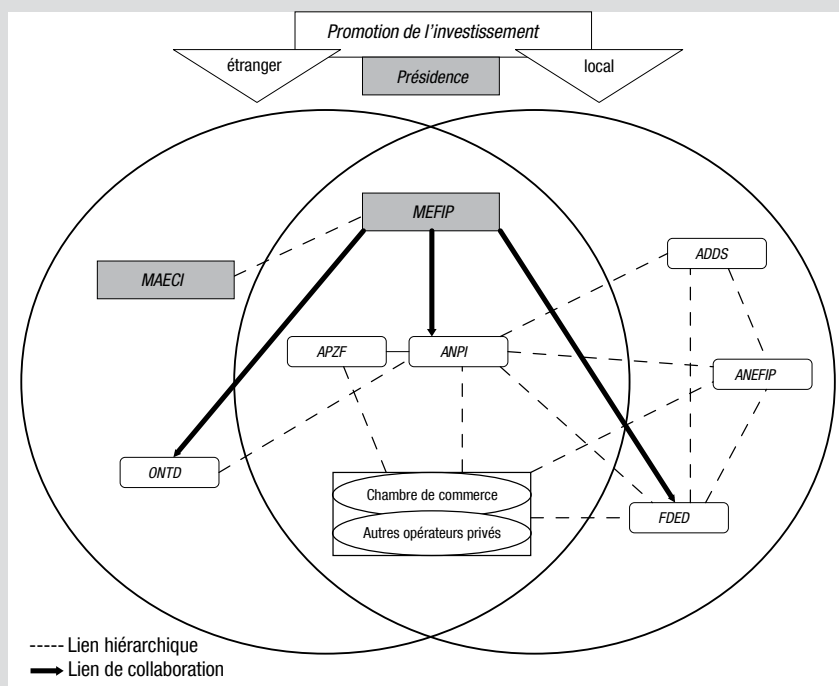 Promotion de l'investissement
étranger
local
Présidence
MEFIP
ADDS
MAECI
APZF
ANPI
ANEFIP
ONTD
Chambre de commerce
FDED
Autres opérateurs privés
Lien hiérarchique
Lien de collaboration